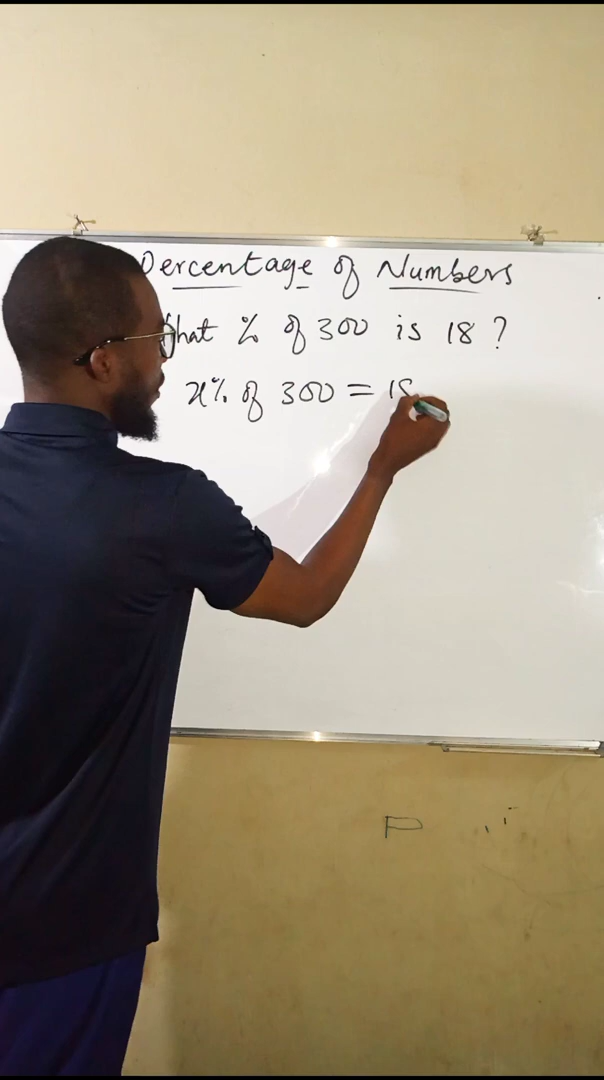 Percentage of Numbers
What % of 300 is 18 ?
x% of 300 = 18
P